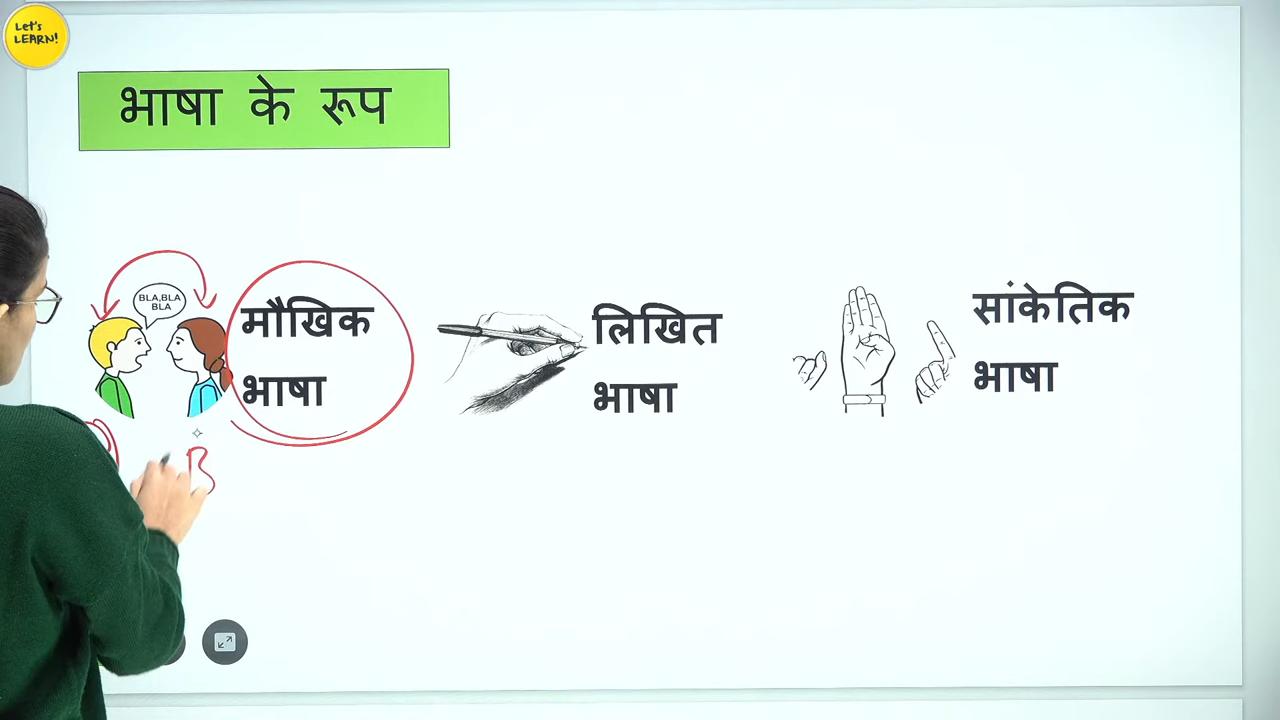 Let's
LEARN!
भाषा के रूप
BLA,BLA
BLA
मौखिक
भाषा
लिखित
भाषा
सांकेतिक
भाषा
B